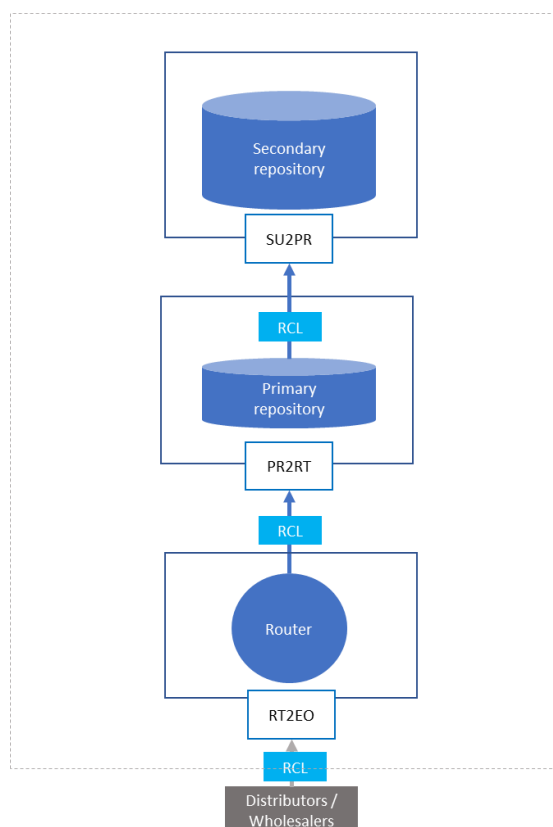 Secondary
repository
SU2PR
RCL
Primary
repository
PR2RT
RCL
Router
RT2EO
RCL
Distributors /
Wholesalers